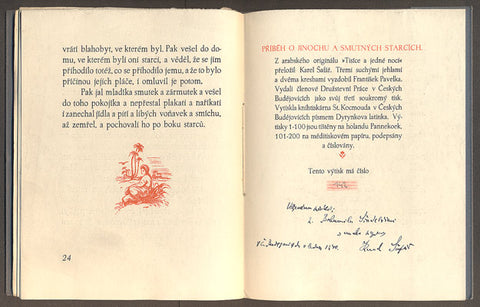 vrátí blahobyt, ve kterém byl. Pak vešel do do-
mu, ve kterém byli oni starci, a věděl, že se jim
přihodilo totéž, co se přihodilo jemu, a že to bylo
příčinou jejich pláče, i omluvil je potom.
Pak jal mladíka smutek a zármutek a vešel
do toho pokojíka a nepřestal plakati a naříkati
i zanechal jídla a pití a libých voňavek a smíchu,
až zemřel, a pochovali ho po boku starců.
24
PŘÍBĚH O JINOCHU A SMUTNÝCH STARCÍCH.
Z arabského originálu »Tisíce a jedné noci«
přeložil Karel Šafář. Třemi suchými jehlami
a dvěma kresbami vyzdobil František Pavelka.
Vydali členové Družstevní Práce v Českých
Budějovicích jako svůj třetí soukromý tisk.
Vytiskla knihtiskárna St. Kocmouda v Českých
Budějovicích písmem Dyrynkova latinka. Vý-
tisky 1-100 jsou tištěny na holandu Pannekoek,
101-200 na méditiskovém papíru, podepsány
a číslovány.
Tento výtisk má číslo
Karel Šafář